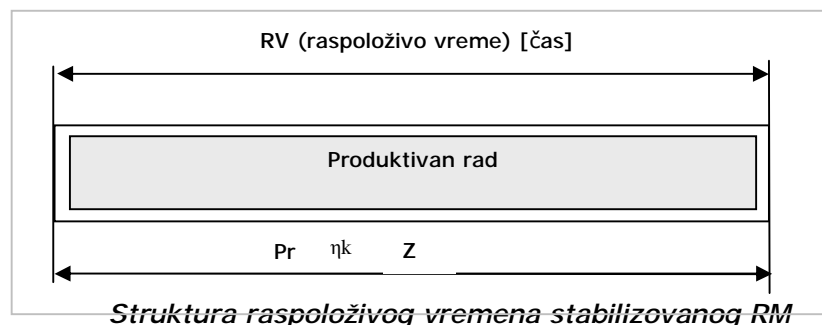 RV (raspoloživo vreme) [čas]
Produktivan rad
Pr ηk Z
Struktura raspoloživog vremena stabilizovanog RM